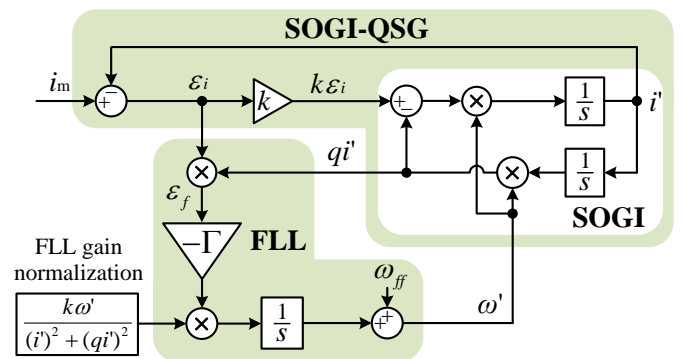 SOGI-QSG
i_m
+
−
ε_i
k
kε_i
+
−
×
1/s
i'
qi'
×
1/s
SOGI
×
ε_f
−Γ
FLL
FLL gain
normalization
kω'
(i')² + (qi')²
×
1/s
ω_ff
+
+
ω'